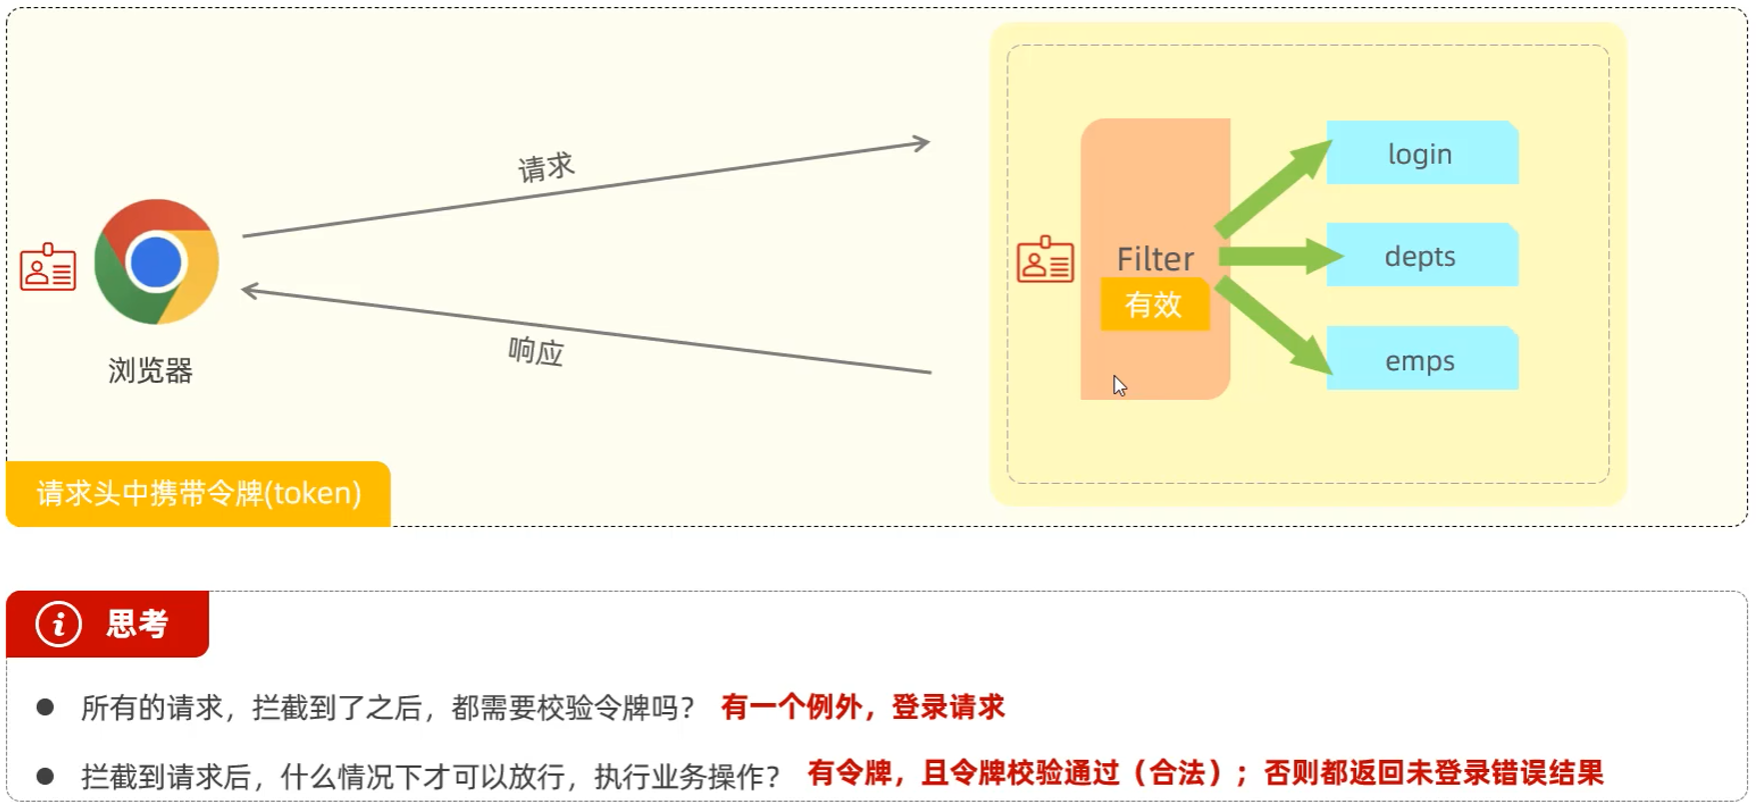 请求
login
depts
Filter
有效
emps
响应
浏览器
请求头中携带令牌(token)
思考
所有的请求，拦截到了之后，都需要校验令牌吗？ 有一个例外，登录请求
拦截到请求后，什么情况下才可以放行，执行业务操作？ 有令牌，且令牌校验通过（合法）；否则都返回未登录错误结果